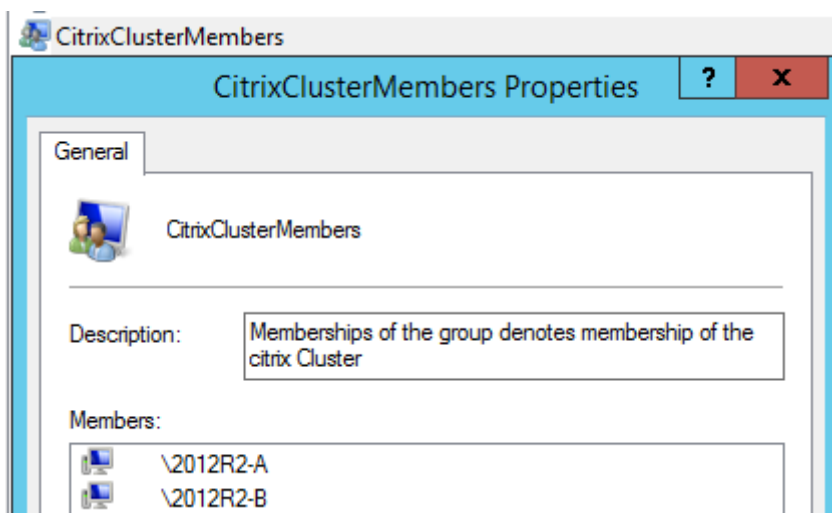 CitrixClusterMembers
CitrixClusterMembers Properties
?
x
General
CitrixClusterMembers
Description:
Memberships of the group denotes membership of the
citrix Cluster
Members:
\2012R2-A
\2012R2-B